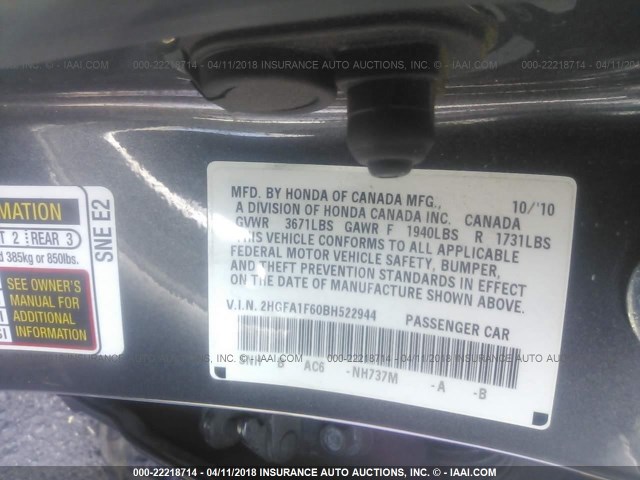 000-22218714 - 04/11/2018 INSURANCE AUTO AUCTIONS, INC. - © - IAAI.COM
MFD. BY HONDA OF CANADA MFG., 10/'10
A DIVISION OF HONDA CANADA INC. CANADA
GVWR 3671LBS GAWR F 1940LBS R 1731LBS
THIS VEHICLE CONFORMS TO ALL APPLICABLE
FEDERAL MOTOR VEHICLE SAFETY, BUMPER,
AND THEFT PREVENTION STANDARDS IN EFFECT
ON THE DATE OF MANUFACTURE SHOWN ABOVE.
V.I.N. 2HGFA1F60BH522944 PASSENGER CAR
AC6 -NH737M -A -B
2 REAR 3
385kg or 850lbs.
SEE OWNER'S
MANUAL FOR
ADDITIONAL
INFORMATION
SNE E2
000-22218714 - 04/11/2018 INSURANCE AUTO AUCTIONS, INC. - © - IAAI.COM